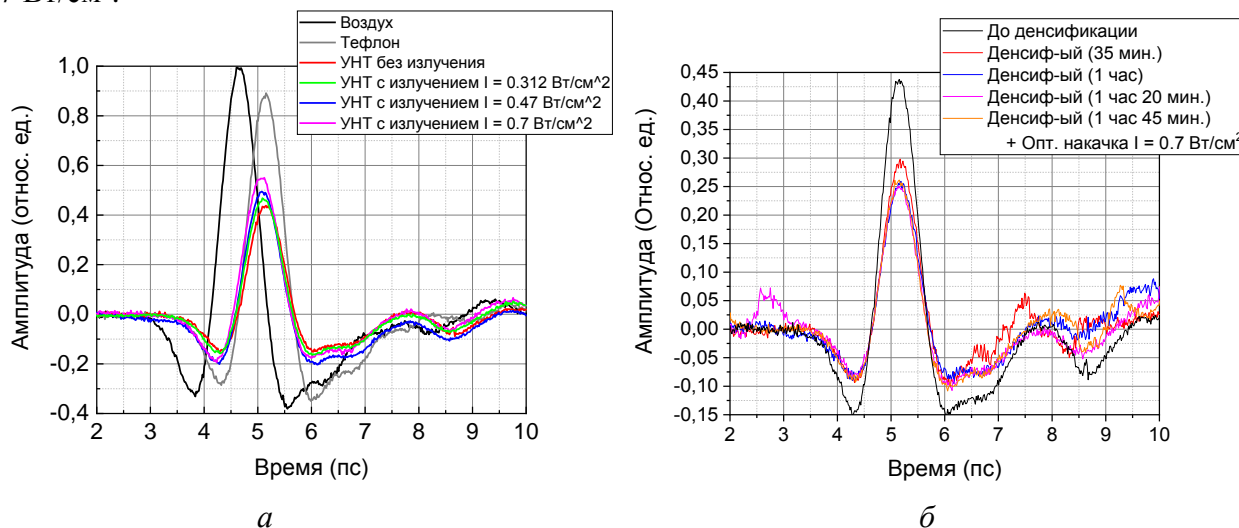 7 Вт/см².
Воздух
Тефлон
УНТ без излучения
УНТ с излучением I = 0.312 Вт/см^2
УНТ с излучением I = 0.47 Вт/см^2
УНТ с излучением I = 0.7 Вт/см^2
1,0
0,8
0,6
0,4
0,2
0,0
-0,2
-0,4
2 3 4 5 6 7 8 9 10
Амплитуда (относ. ед.)
Время (пс)
а
До денсификации
Денсиф-ый (35 мин.)
Денсиф-ый (1 час)
Денсиф-ый (1 час 20 мин.)
Денсиф-ый (1 час 45 мин.)
+ Опт. накачка I = 0.7 Вт/см²
0,45
0,40
0,35
0,30
0,25
0,20
0,15
0,10
0,05
0,00
-0,05
-0,10
-0,15
2 3 4 5 6 7 8 9 10
Амплитуда (Относ. ед.)
Время (пс)
б